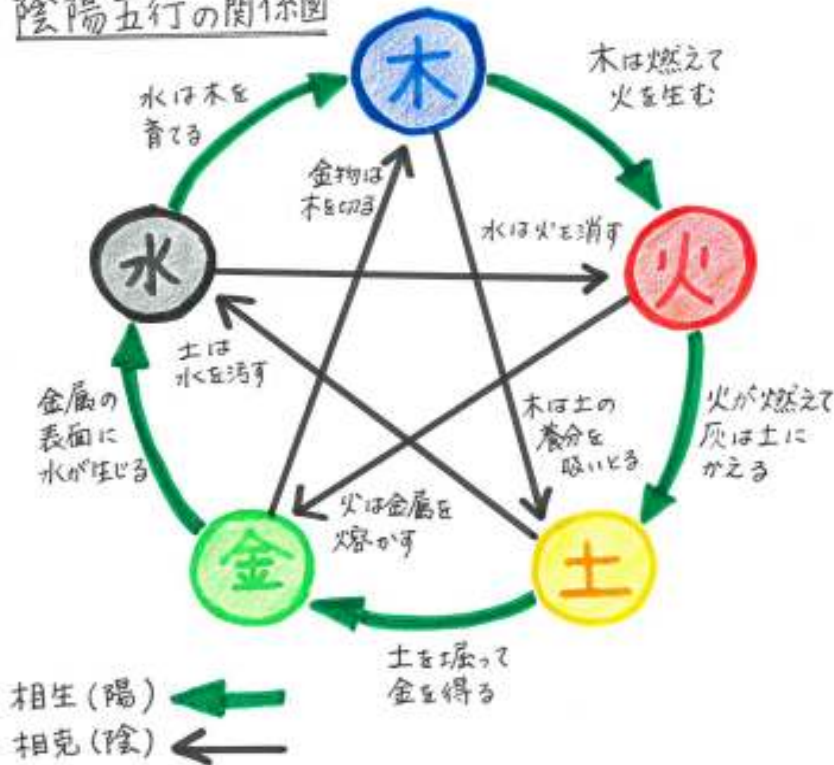 陰陽五行の関係図
木
木は燃えて
火を生む
水は木を
育てる
金物は
木を切る
水は火を消す
水
火
土は
水を汚す
金属の
表面に
水が生じる
木は土の
養分を
吸いとる
火が燃えて
灰は土に
かえる
火は金属を
熔かす
金
土
土を掘って
金を得る
相生(陽)
相克(陰)